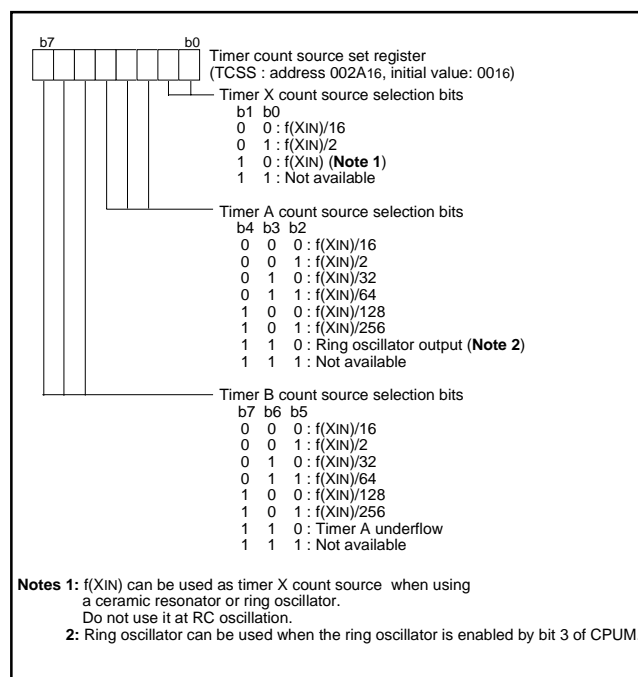 b7 b0
Timer count source set register
(TCSS : address 002A16, initial value: 0016)
Timer X count source selection bits
b1 b0
0 0 : f(XIN)/16
0 1 : f(XIN)/2
1 0 : f(XIN) (Note 1)
1 1 : Not available
Timer A count source selection bits
b4 b3 b2
0 0 0 : f(XIN)/16
0 0 1 : f(XIN)/2
0 1 0 : f(XIN)/32
0 1 1 : f(XIN)/64
1 0 0 : f(XIN)/128
1 0 1 : f(XIN)/256
1 1 0 : Ring oscillator output (Note 2)
1 1 1 : Not available
Timer B count source selection bits
b7 b6 b5
0 0 0 : f(XIN)/16
0 0 1 : f(XIN)/2
0 1 0 : f(XIN)/32
0 1 1 : f(XIN)/64
1 0 0 : f(XIN)/128
1 0 1 : f(XIN)/256
1 1 0 : Timer A underflow
1 1 1 : Not available
Notes 1: f(XIN) can be used as timer X count source when using
a ceramic resonator or ring oscillator.
Do not use it at RC oscillation.
2: Ring oscillator can be used when the ring oscillator is enabled by bit 3 of CPUM.